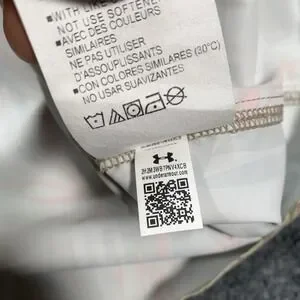 •WITH LIKE
NOT USE SOFTENE
•AVEC DES COULEURS
SIMILAIRES
NE PAS UTILISER
D'ASSOUPLISSANTS
•CON COLORES SIMILARES (30°C)
NO USAR SUAVIZANTES
www.underarmour.com